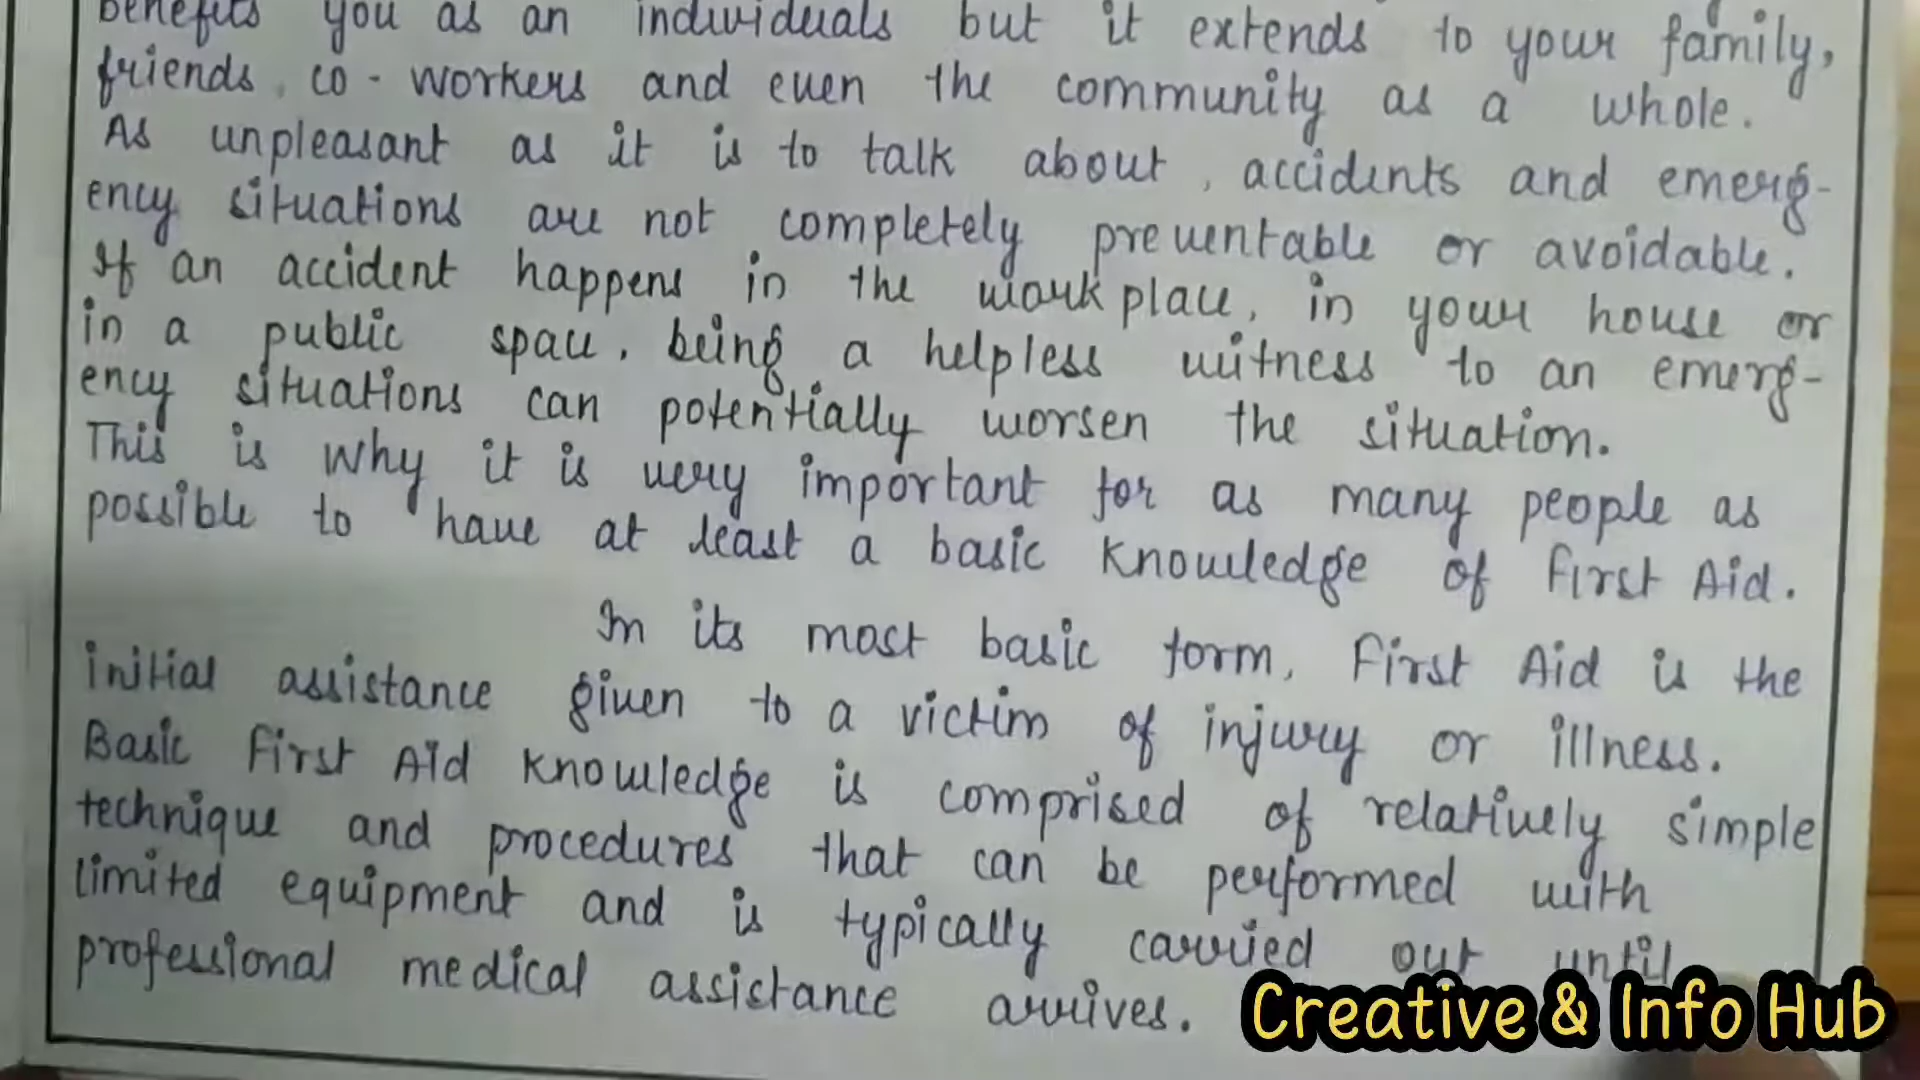 benefits you as an individuals but it extends to your family,
friends, co - workers and even the community as a whole.
As unpleasant as it is to talk about, accidents and emerg-
ency situations are not completely preventable or avoidable.
If an accident happens in the workplace, in your house or
in a public space, being a helpless witness to an emerg-
ency situations can potentially worsen the situation.
This is why it is very important for as many people as
possible to have at least a basic knowledge of First Aid.
In its most basic form, First Aid is the
initial assistance given to a victim of injury or illness.
Basic First Aid knowledge is comprised of relatively simple
technique and procedures that can be performed with
limited equipment and is typically carried out until
professional medical assistance arrives.
Creative & Info Hub